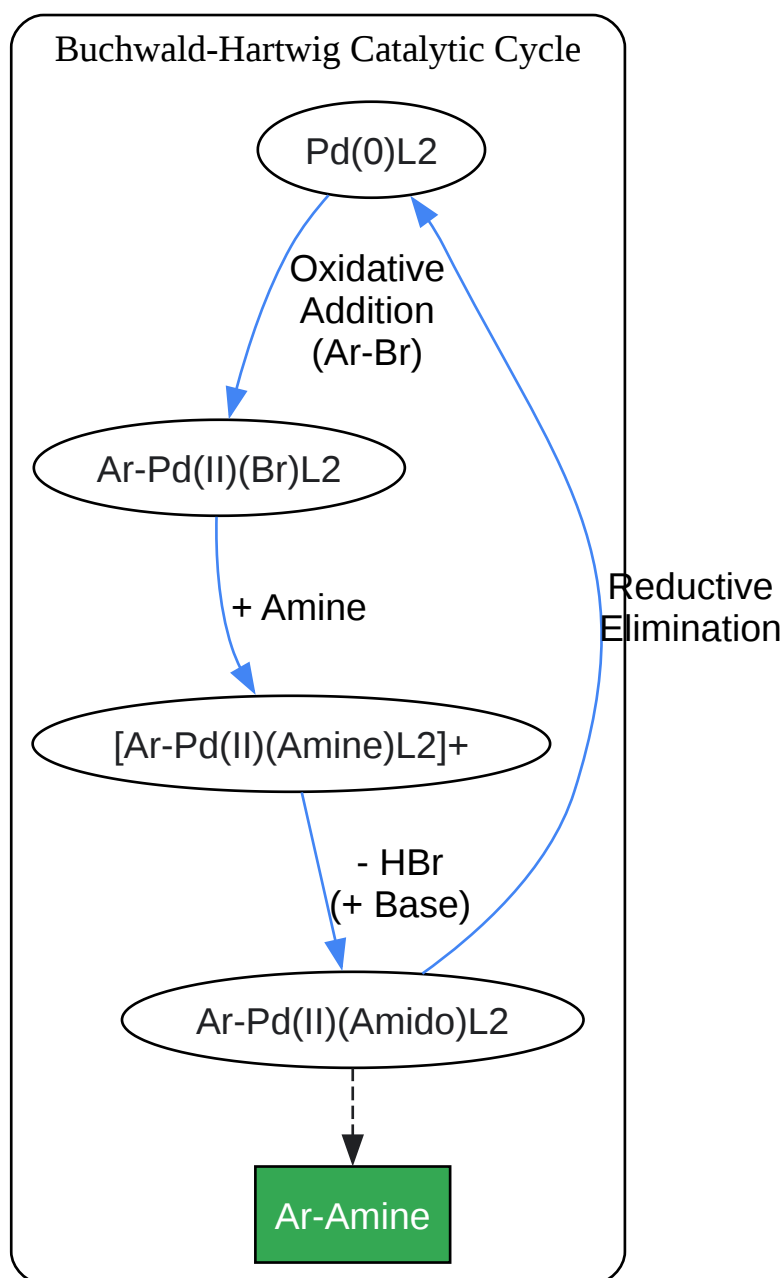 Buchwald-Hartwig Catalytic Cycle
Pd(0)L2
Oxidative
Addition
(Ar-Br)
Ar-Pd(II)(Br)L2
+ Amine
Reductive
Elimination
[Ar-Pd(II)(Amine)L2]+
- HBr
(+ Base)
Ar-Pd(II)(Amido)L2
Ar-Amine